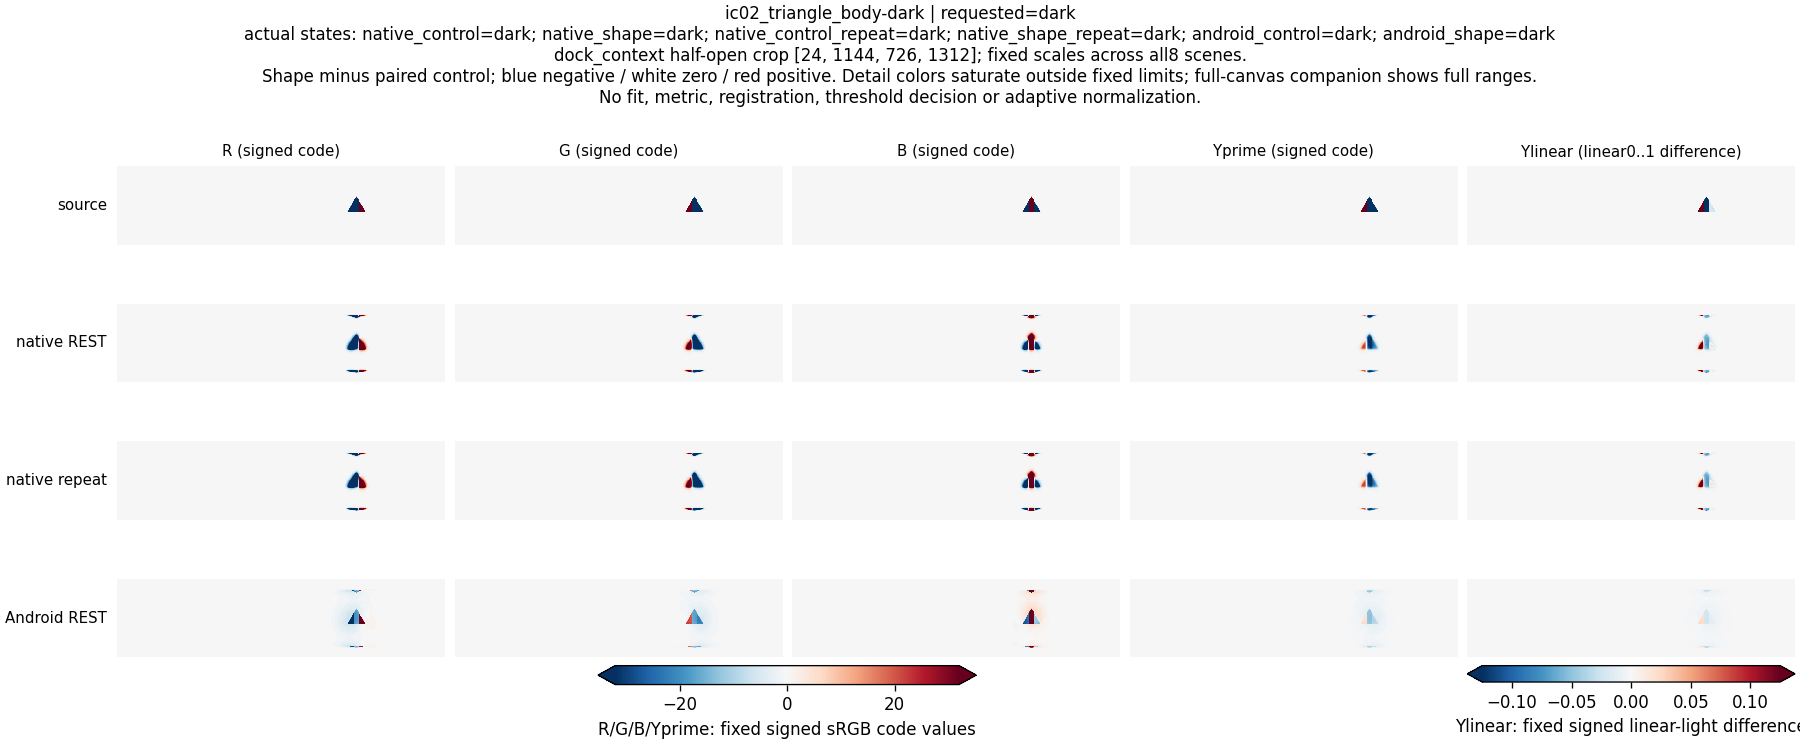 ic02_triangle_body-dark | requested=dark
actual states: native_control=dark; native_shape=dark; native_control_repeat=dark; native_shape_repeat=dark; android_control=dark; android_shape=dark
dock_context half-open crop [24, 1144, 726, 1312]; fixed scales across all8 scenes.
Shape minus paired control; blue negative / white zero / red positive. Detail colors saturate outside fixed limits; full-canvas companion shows full ranges.
No fit, metric, registration, threshold decision or adaptive normalization.
R (signed code) G (signed code) B (signed code) Yprime (signed code) Ylinear (linear0..1 difference)
source
native REST
native repeat
Android REST
−20 0 20
−0.10 −0.05 0.00 0.05 0.10
R/G/B/Yprime: fixed signed sRGB code values
Ylinear: fixed signed linear-light difference